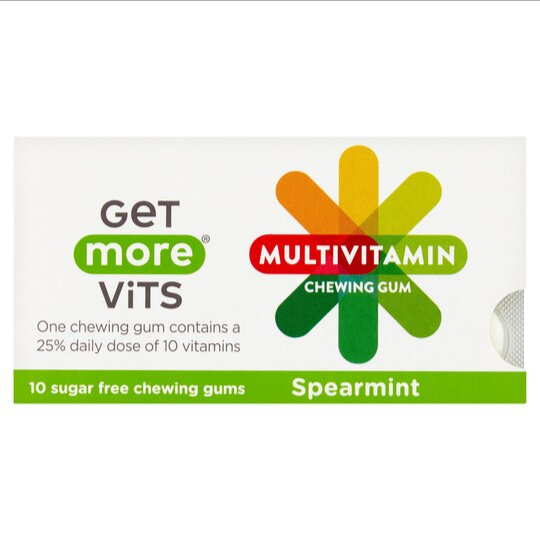 GeT
more®
ViTS
One chewing gum contains a
25% daily dose of 10 vitamins
MULTIVITAMIN
CHEWING GUM
10 sugar free chewing gums
Spearmint